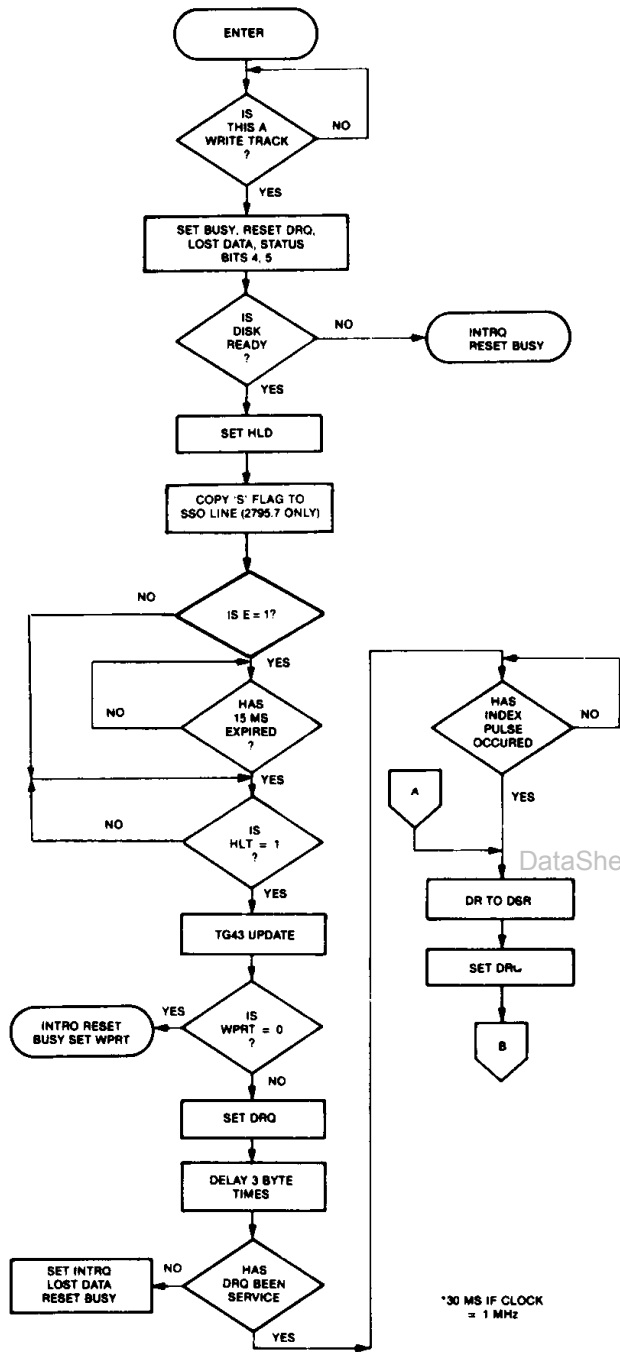 ENTER
IS
THIS A
WRITE TRACK
?
NO
YES
SET BUSY, RESET DRQ,
LOST DATA, STATUS
BITS 4, 5
IS
DISK
READY
?
NO
INTRQ
RESET BUSY
YES
SET HLD
COPY 'S' FLAG TO
SSO LINE (2795.7 ONLY)
NO
IS E = 1?
YES
HAS
15 MS
EXPIRED
?
NO
YES
NO
IS
HLT = 1
?
YES
TG43 UPDATE
IS
WPRT = 0
?
YES
INTRO RESET
BUSY SET WPRT
NO
SET DRQ
DELAY 3 BYTE
TIMES
HAS
DRQ BEEN
SERVICE
NO
SET INTRQ
LOST DATA
RESET BUSY
YES
HAS
INDEX
PULSE
OCCURED
NO
YES
A
DataShe
DR TO DSR
SET DRQ
B
*30 MS IF CLOCK
= 1 MHz